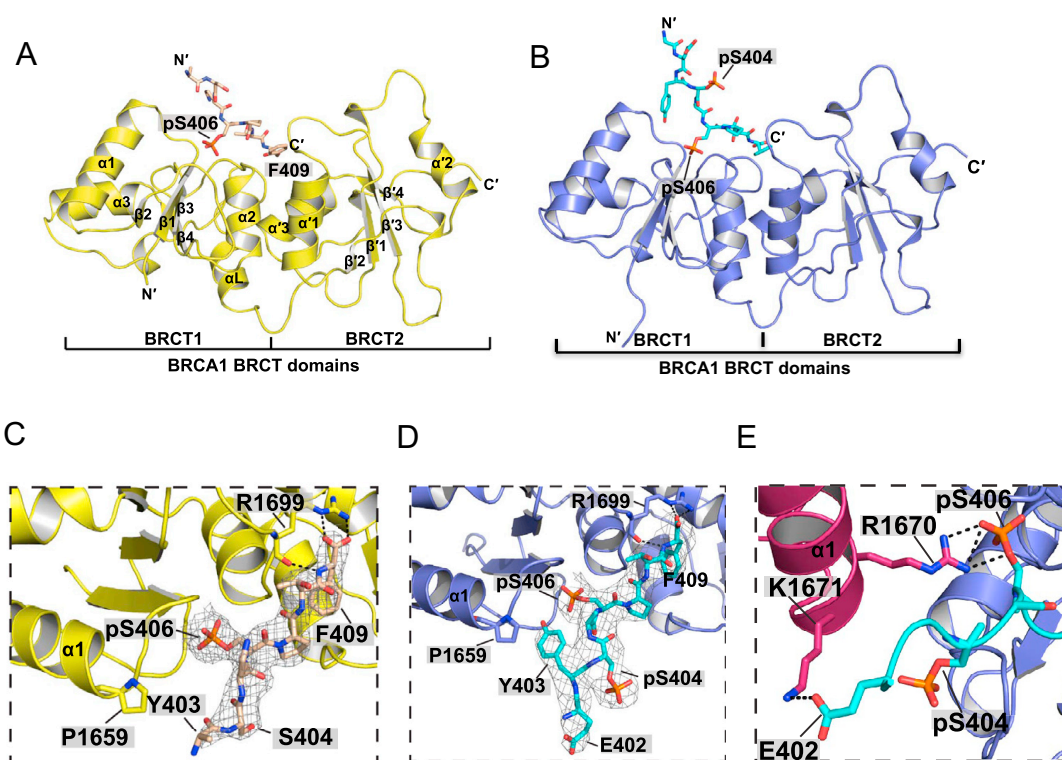 A
N′
pS406
C′
F409
α1
α3
β2
β1
β3
β4
α2
αL
α′3
α′1
β′2
β′1
β′3
β′4
α′2
C′
N′
BRCT1
BRCT2
BRCA1 BRCT domains
B
N′
pS404
C′
pS406
C′
N′
BRCT1
BRCT2
BRCA1 BRCT domains
C
R1699
pS406
F409
α1
Y403
P1659
S404
D
R1699
pS406
F409
α1
P1659
Y403
pS404
E402
E
pS406
R1670
α1
K1671
pS404
E402